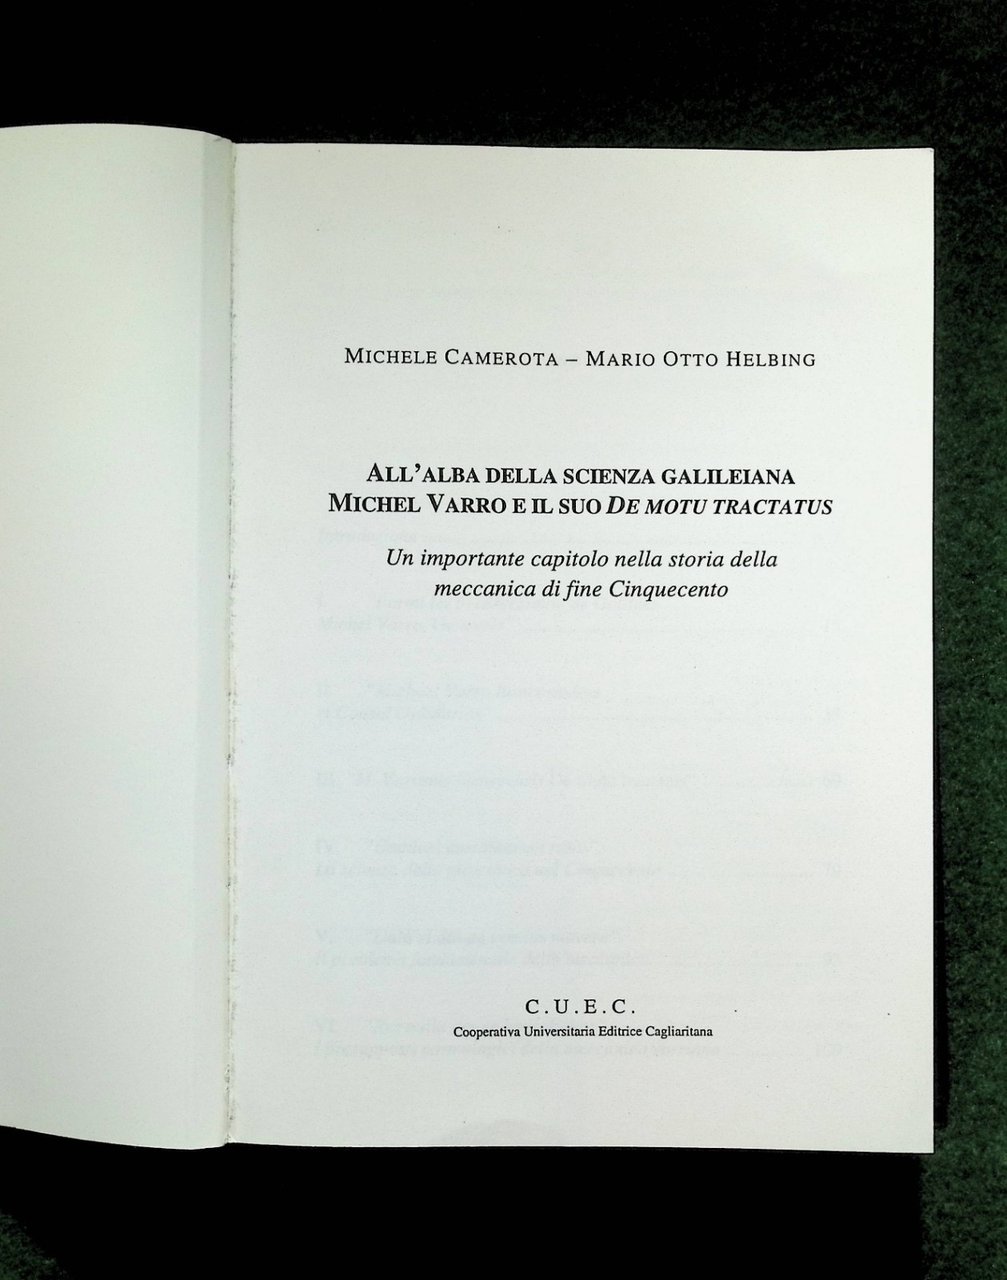 MICHELE CAMEROTA – MARIO OTTO HELBING
ALL'ALBA DELLA SCIENZA GALILEIANA
MICHEL VARRO E IL SUO DE MOTU TRACTATUS
Un importante capitolo nella storia della
meccanica di fine Cinquecento
C.U.E.C.
Cooperativa Universitaria Editrice Cagliaritana